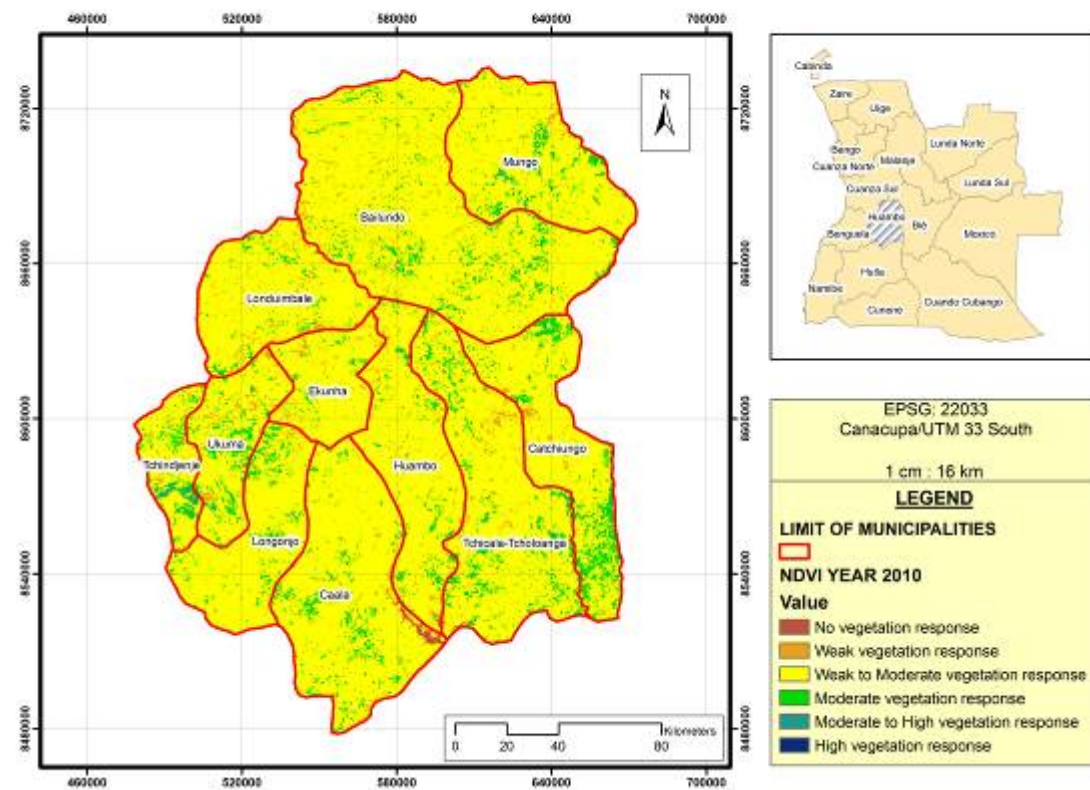 460000 520000 580000 640000 700000
8720000 8720000
8660000 8660000
8600000 8600000
8540000 8540000
8480000 8480000
N
Mungo
Bailundo
Londuimbale
Ekunha
Ukuma
Tchindjenje
Huambo
Catchiungo
Longonjo
Tchicala-Tcholoanga
Caala
Kilometers
0 20 40 80
460000 520000 580000 640000 700000
Cabinda
Zaire
Uige
Bengo
Lunda Norte
Cuanza Norte
Malanje
Lunda Sul
Cuanza Sul
Huambo
Bié
Benguela
Moxico
Huíla
Namibe
Cuando Cubango
Cunene
EPSG: 22033
Canacupa/UTM 33 South
1 cm : 16 km
LEGEND
LIMIT OF MUNICIPALITIES
NDVI YEAR 2010
Value
No vegetation response
Weak vegetation response
Weak to Moderate vegetation response
Moderate vegetation response
Moderate to High vegetation response
High vegetation response